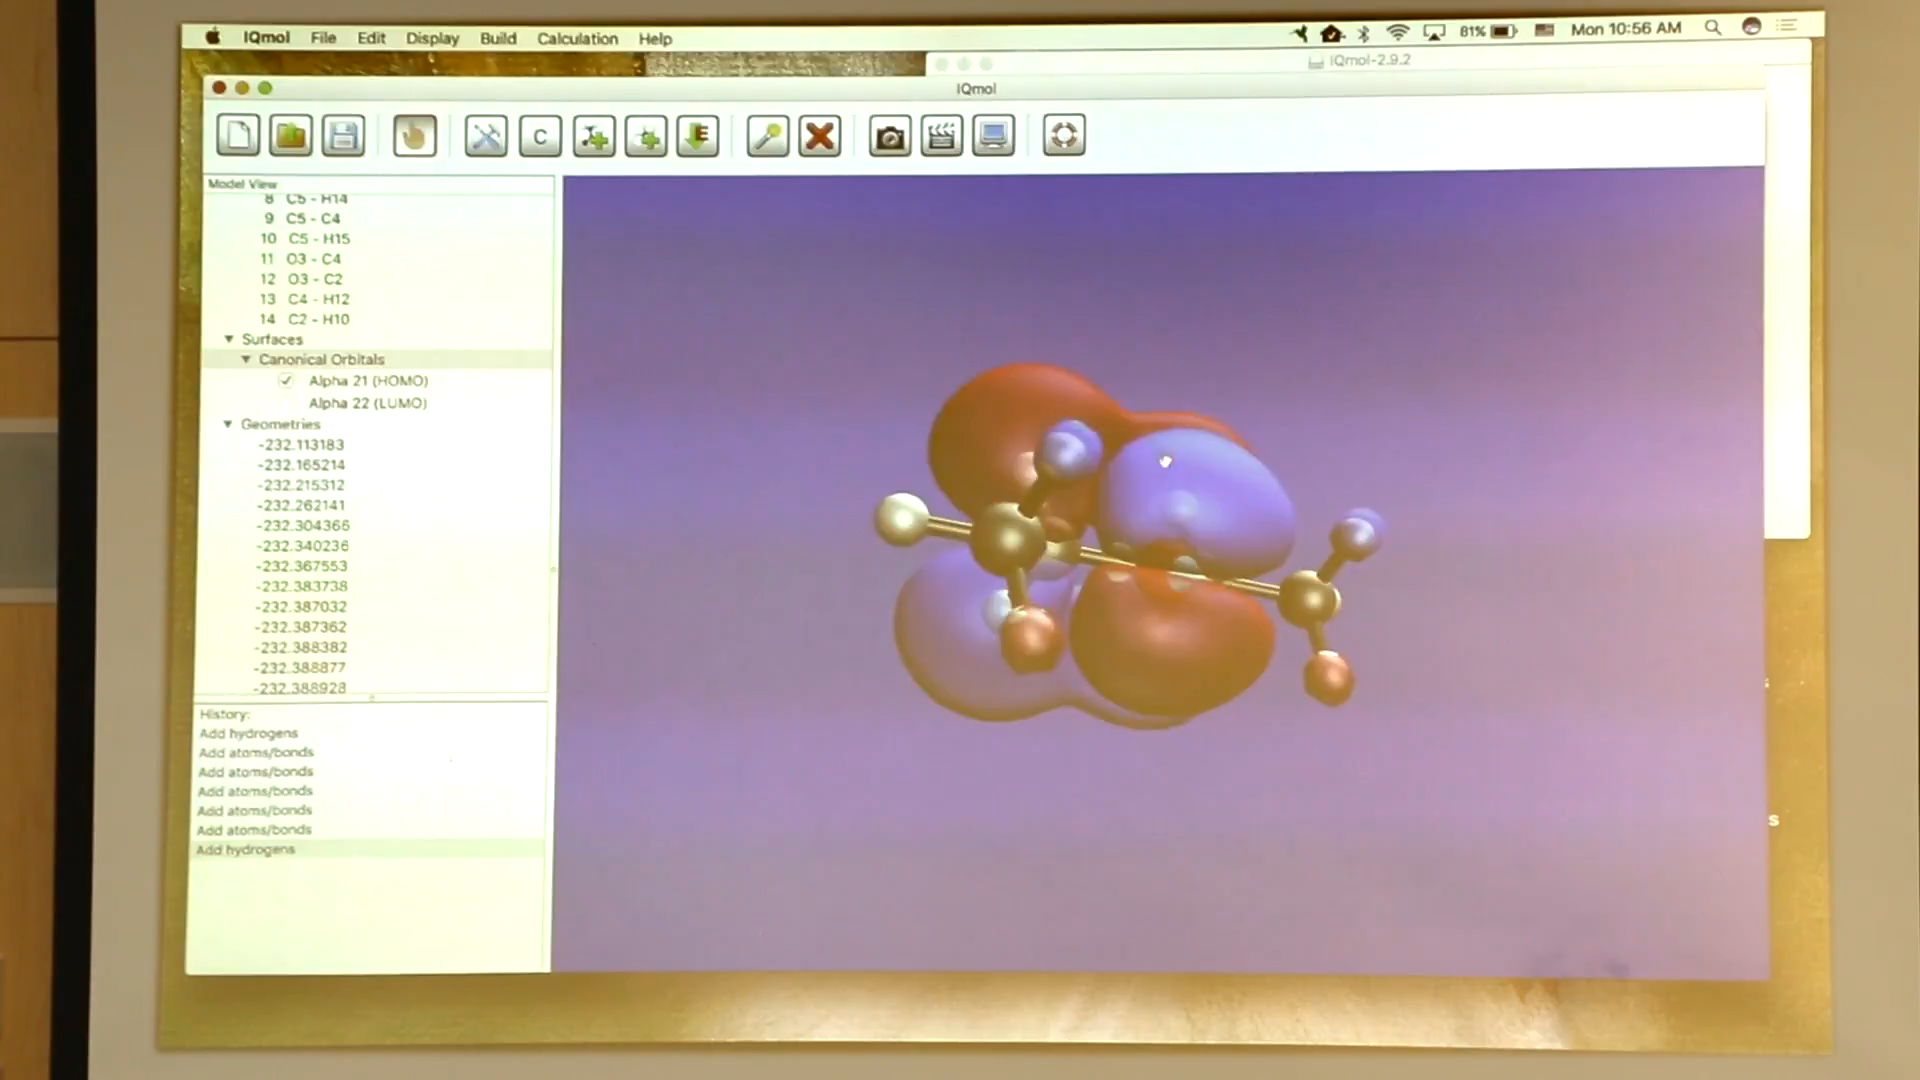 IQmol File Edit Display Build Calculation Help
81% Mon 10:56 AM
IQmol-2.9.2
IQmol
C
E
Model View
8 C5 - H14
9 C5 - C4
10 C5 - H15
11 O3 - C4
12 O3 - C2
13 C4 - H12
14 C2 - H10
Surfaces
Canonical Orbitals
Alpha 21 (HOMO)
Alpha 22 (LUMO)
Geometries
-232.113183
-232.165214
-232.215312
-232.262141
-232.304366
-232.340236
-232.367553
-232.383738
-232.387032
-232.387362
-232.388382
-232.388877
-232.388928
History:
Add hydrogens
Add atoms/bonds
Add atoms/bonds
Add atoms/bonds
Add atoms/bonds
Add atoms/bonds
Add hydrogens
s